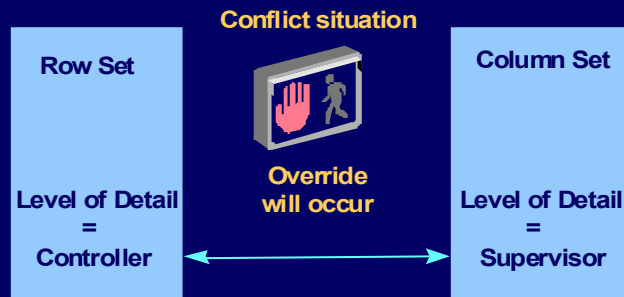 Conflict situation
Row Set
Column Set
Override
will occur
Level of Detail
=
Controller
Level of Detail
=
Supervisor